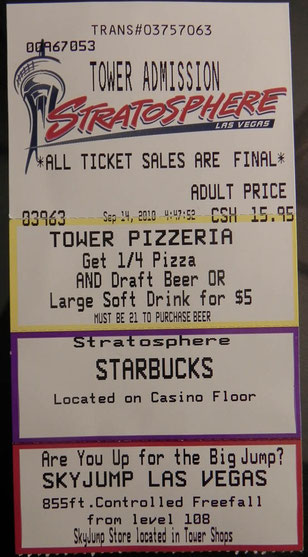 TRANS#03757063
00A67053
TOWER ADMISSION
STRATOSPHERE
LAS VEGAS
*ALL TICKET SALES ARE FINAL*
ADULT PRICE
03963 Sep 14, 2010 4:47:52 CSH 15.95
TOWER PIZZERIA
Get 1/4 Pizza
AND Draft Beer OR
Large Soft Drink for $5
MUST BE 21 TO PURCHASE BEER
Stratosphere
STARBUCKS
Located on Casino Floor
Are You Up for the Big Jump?
SKYJUMP LAS VEGAS
855ft.Controlled Freefall
from level 108
SkyJump Store located in Tower Shops